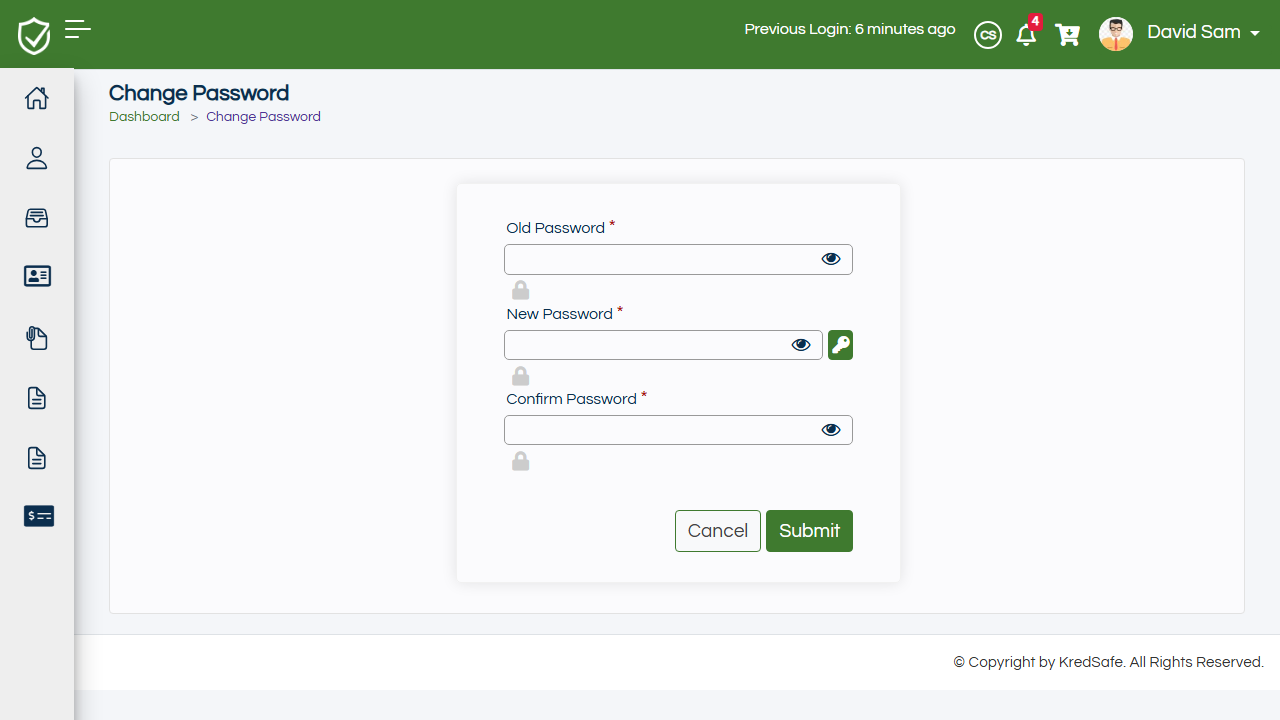 Previous Login: 6 minutes ago
CS
4
David Sam
Change Password
Dashboard > Change Password
Old Password *
New Password *
Confirm Password *
Cancel
Submit
$
© Copyright by KredSafe. All Rights Reserved.